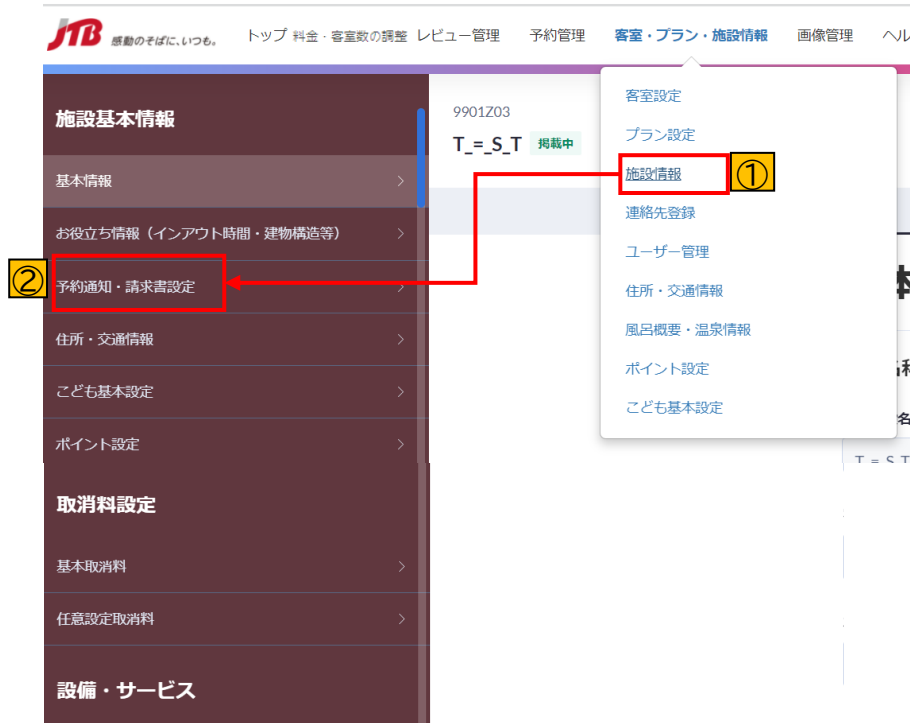 JTB 感動のそばに、いつも。
トップ 料金・客室数の調整 レビュー管理 予約管理 客室・プラン・施設情報 画像管理
施設基本情報
基本情報
お役立ち情報（インアウト時間・建物構造等）
②
予約通知・請求書設定
住所・交通情報
こども基本設定
ポイント設定
取消料設定
基本取消料
任意設定取消料
設備・サービス
9901Z03
T_=_S_T 掲載中
客室設定
プラン設定
施設情報
①
連絡先登録
ユーザー管理
住所・交通情報
風呂概要・温泉情報
ポイント設定
こども基本設定
T_=_S_T